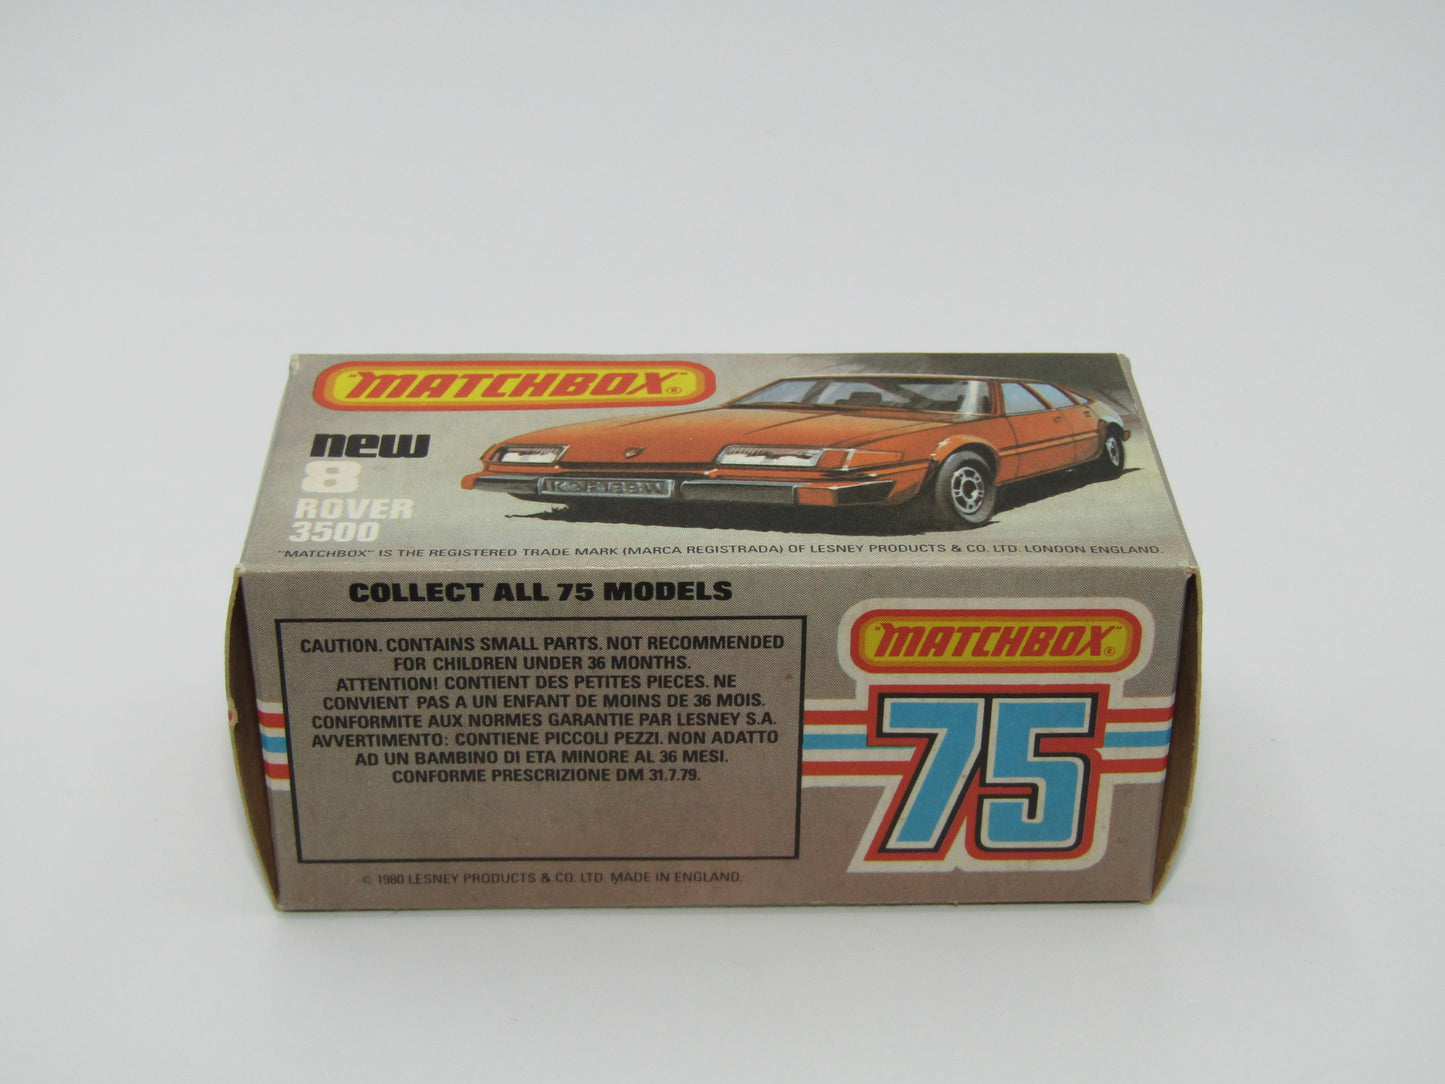 "MATCHBOX"®
new
8
ROVER
3500
"MATCHBOX" IS THE REGISTERED TRADE MARK (MARCA REGISTRADA) OF LESNEY PRODUCTS & CO. LTD. LONDON ENGLAND.
COLLECT ALL 75 MODELS
CAUTION. CONTAINS SMALL PARTS. NOT RECOMMENDED
FOR CHILDREN UNDER 36 MONTHS.
ATTENTION! CONTIENT DES PETITES PIECES. NE
CONVIENT PAS A UN ENFANT DE MOINS DE 36 MOIS.
CONFORMITE AUX NORMES GARANTIE PAR LESNEY S.A.
AVVERTIMENTO: CONTIENE PICCOLI PEZZI. NON ADATTO
AD UN BAMBINO DI ETA MINORE AL 36 MESI.
CONFORME PRESCRIZIONE DM 31.7.79.
© 1980 LESNEY PRODUCTS & CO. LTD. MADE IN ENGLAND.
"MATCHBOX"®
75